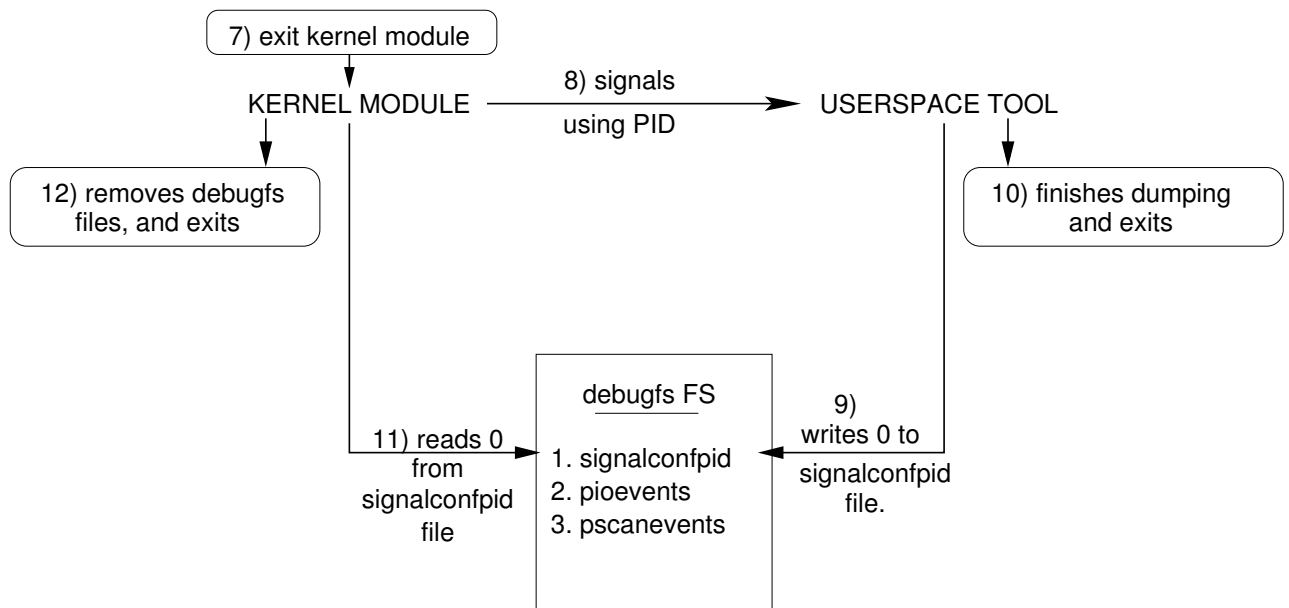 7) exit kernel module
8) signals
KERNEL MODULE
USERSPACE TOOL
using PID
12) removes debugfs
files, and exits
10) finishes dumping
and exits
debugfs FS
1. signalconfpid
2. pioevents
3. pscanevents
9)
writes 0 to
signalconfpid
file.
11) reads 0
from
signalconfpid
file